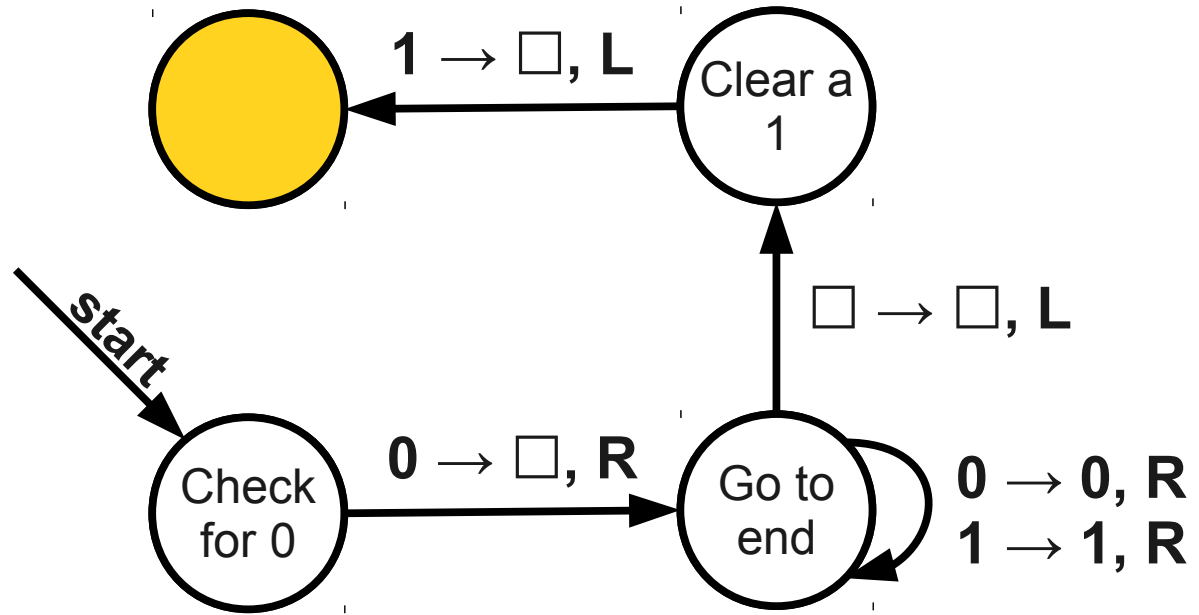 1 → □, L
Clear a
1
start
□ → □, L
Check
for 0
0 → □, R
Go to
end
0 → 0, R
1 → 1, R